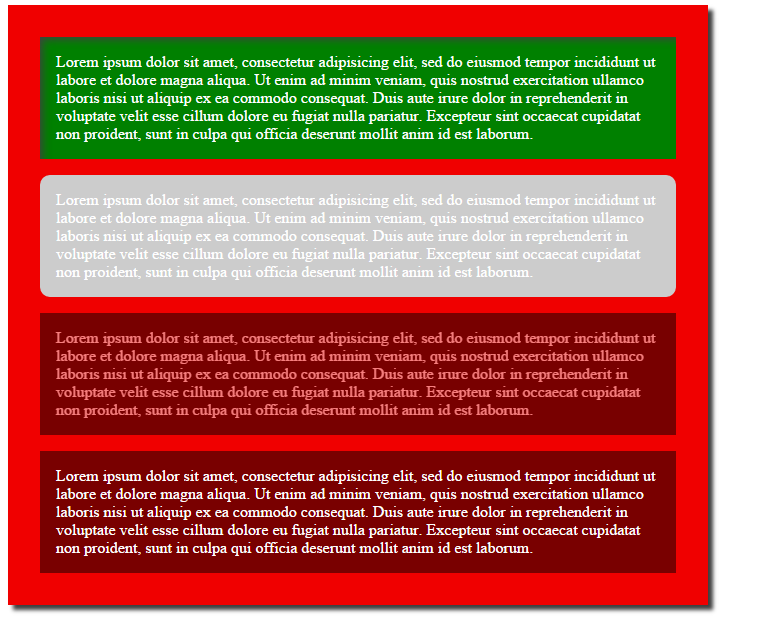 Lorem ipsum dolor sit amet, consectetur adipisicing elit, sed do eiusmod tempor incididunt ut
labore et dolore magna aliqua. Ut enim ad minim veniam, quis nostrud exercitation ullamco
laboris nisi ut aliquip ex ea commodo consequat. Duis aute irure dolor in reprehenderit in
voluptate velit esse cillum dolore eu fugiat nulla pariatur. Excepteur sint occaecat cupidatat
non proident, sunt in culpa qui officia deserunt mollit anim id est laborum.
Lorem ipsum dolor sit amet, consectetur adipisicing elit, sed do eiusmod tempor incididunt ut
labore et dolore magna aliqua. Ut enim ad minim veniam, quis nostrud exercitation ullamco
laboris nisi ut aliquip ex ea commodo consequat. Duis aute irure dolor in reprehenderit in
voluptate velit esse cillum dolore eu fugiat nulla pariatur. Excepteur sint occaecat cupidatat
non proident, sunt in culpa qui officia deserunt mollit anim id est laborum.
Lorem ipsum dolor sit amet, consectetur adipisicing elit, sed do eiusmod tempor incididunt ut
labore et dolore magna aliqua. Ut enim ad minim veniam, quis nostrud exercitation ullamco
laboris nisi ut aliquip ex ea commodo consequat. Duis aute irure dolor in reprehenderit in
voluptate velit esse cillum dolore eu fugiat nulla pariatur. Excepteur sint occaecat cupidatat
non proident, sunt in culpa qui officia deserunt mollit anim id est laborum.
Lorem ipsum dolor sit amet, consectetur adipisicing elit, sed do eiusmod tempor incididunt ut
labore et dolore magna aliqua. Ut enim ad minim veniam, quis nostrud exercitation ullamco
laboris nisi ut aliquip ex ea commodo consequat. Duis aute irure dolor in reprehenderit in
voluptate velit esse cillum dolore eu fugiat nulla pariatur. Excepteur sint occaecat cupidatat
non proident, sunt in culpa qui officia deserunt mollit anim id est laborum.